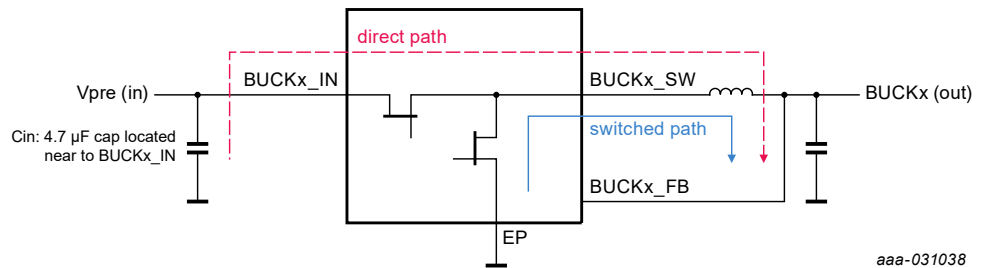 direct path
BUCKx_IN
BUCKx_SW
Vpre (in)
BUCKx (out)
Cin: 4.7 µF cap located
near to BUCKx_IN
switched path
BUCKx_FB
EP
aaa-031038